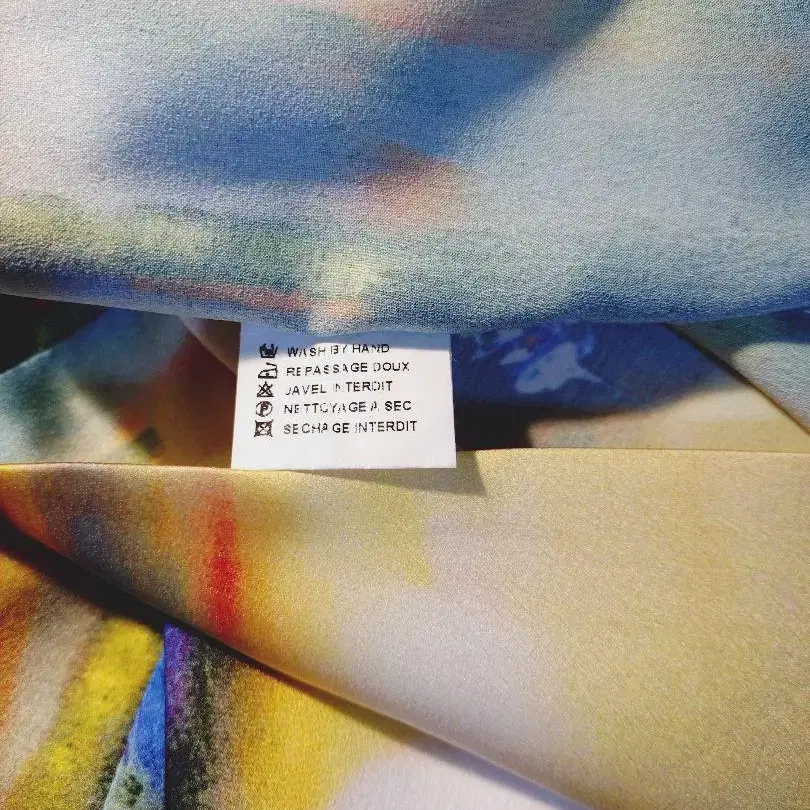 WASH BY HAND
REPASSAGE DOUX
JAVEL INTERDIT
P NETTOYAGE A SEC
SECHAGE INTERDIT